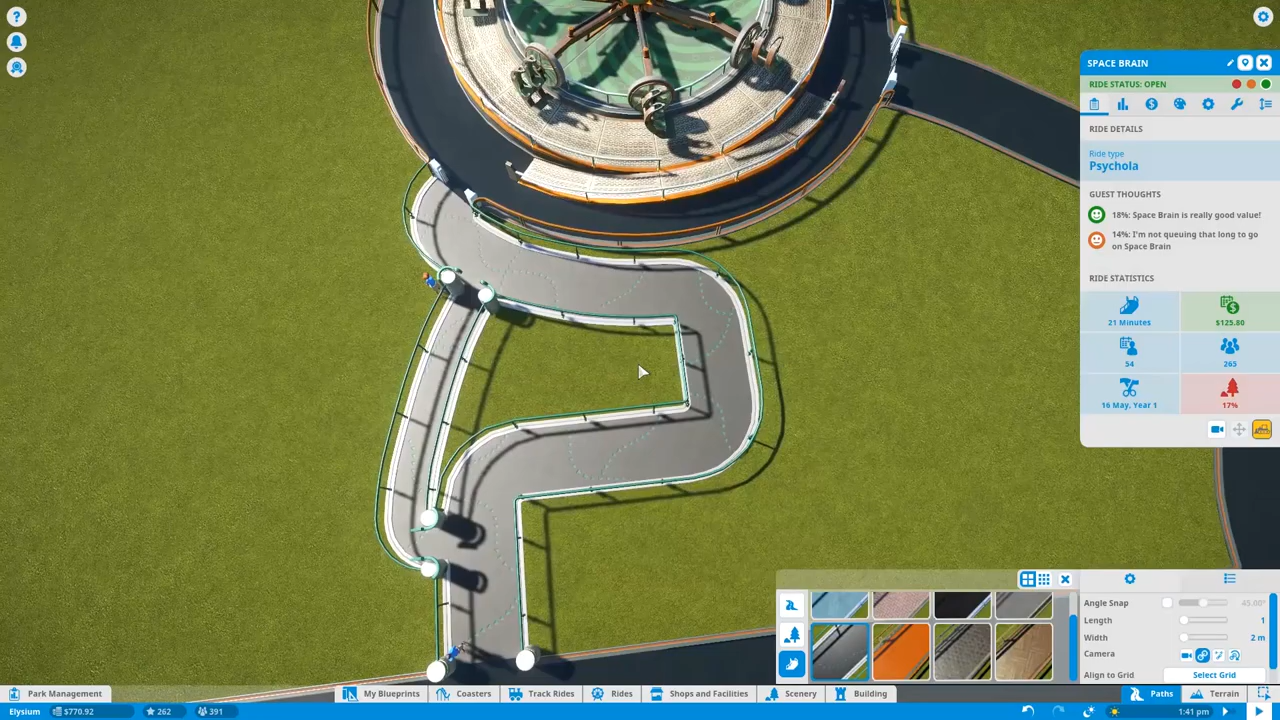 ?
SPACE BRAIN
RIDE STATUS: OPEN
RIDE DETAILS
Ride type
Psychola
GUEST THOUGHTS
18%: Space Brain is really good value!
14%: I'm not queuing that long to go
on Space Brain
RIDE STATISTICS
21 Minutes
$125.80
54
265
16 May, Year 1
17%
Angle Snap
45.00°
Length
1
Width
2 m
Camera
Align to Grid
Select Grid
Park Management
My Blueprints
Coasters
Track Rides
Rides
Shops and Facilities
Scenery
Building
Paths
Terrain
Elysium
$770.92
262
391
1:41 pm